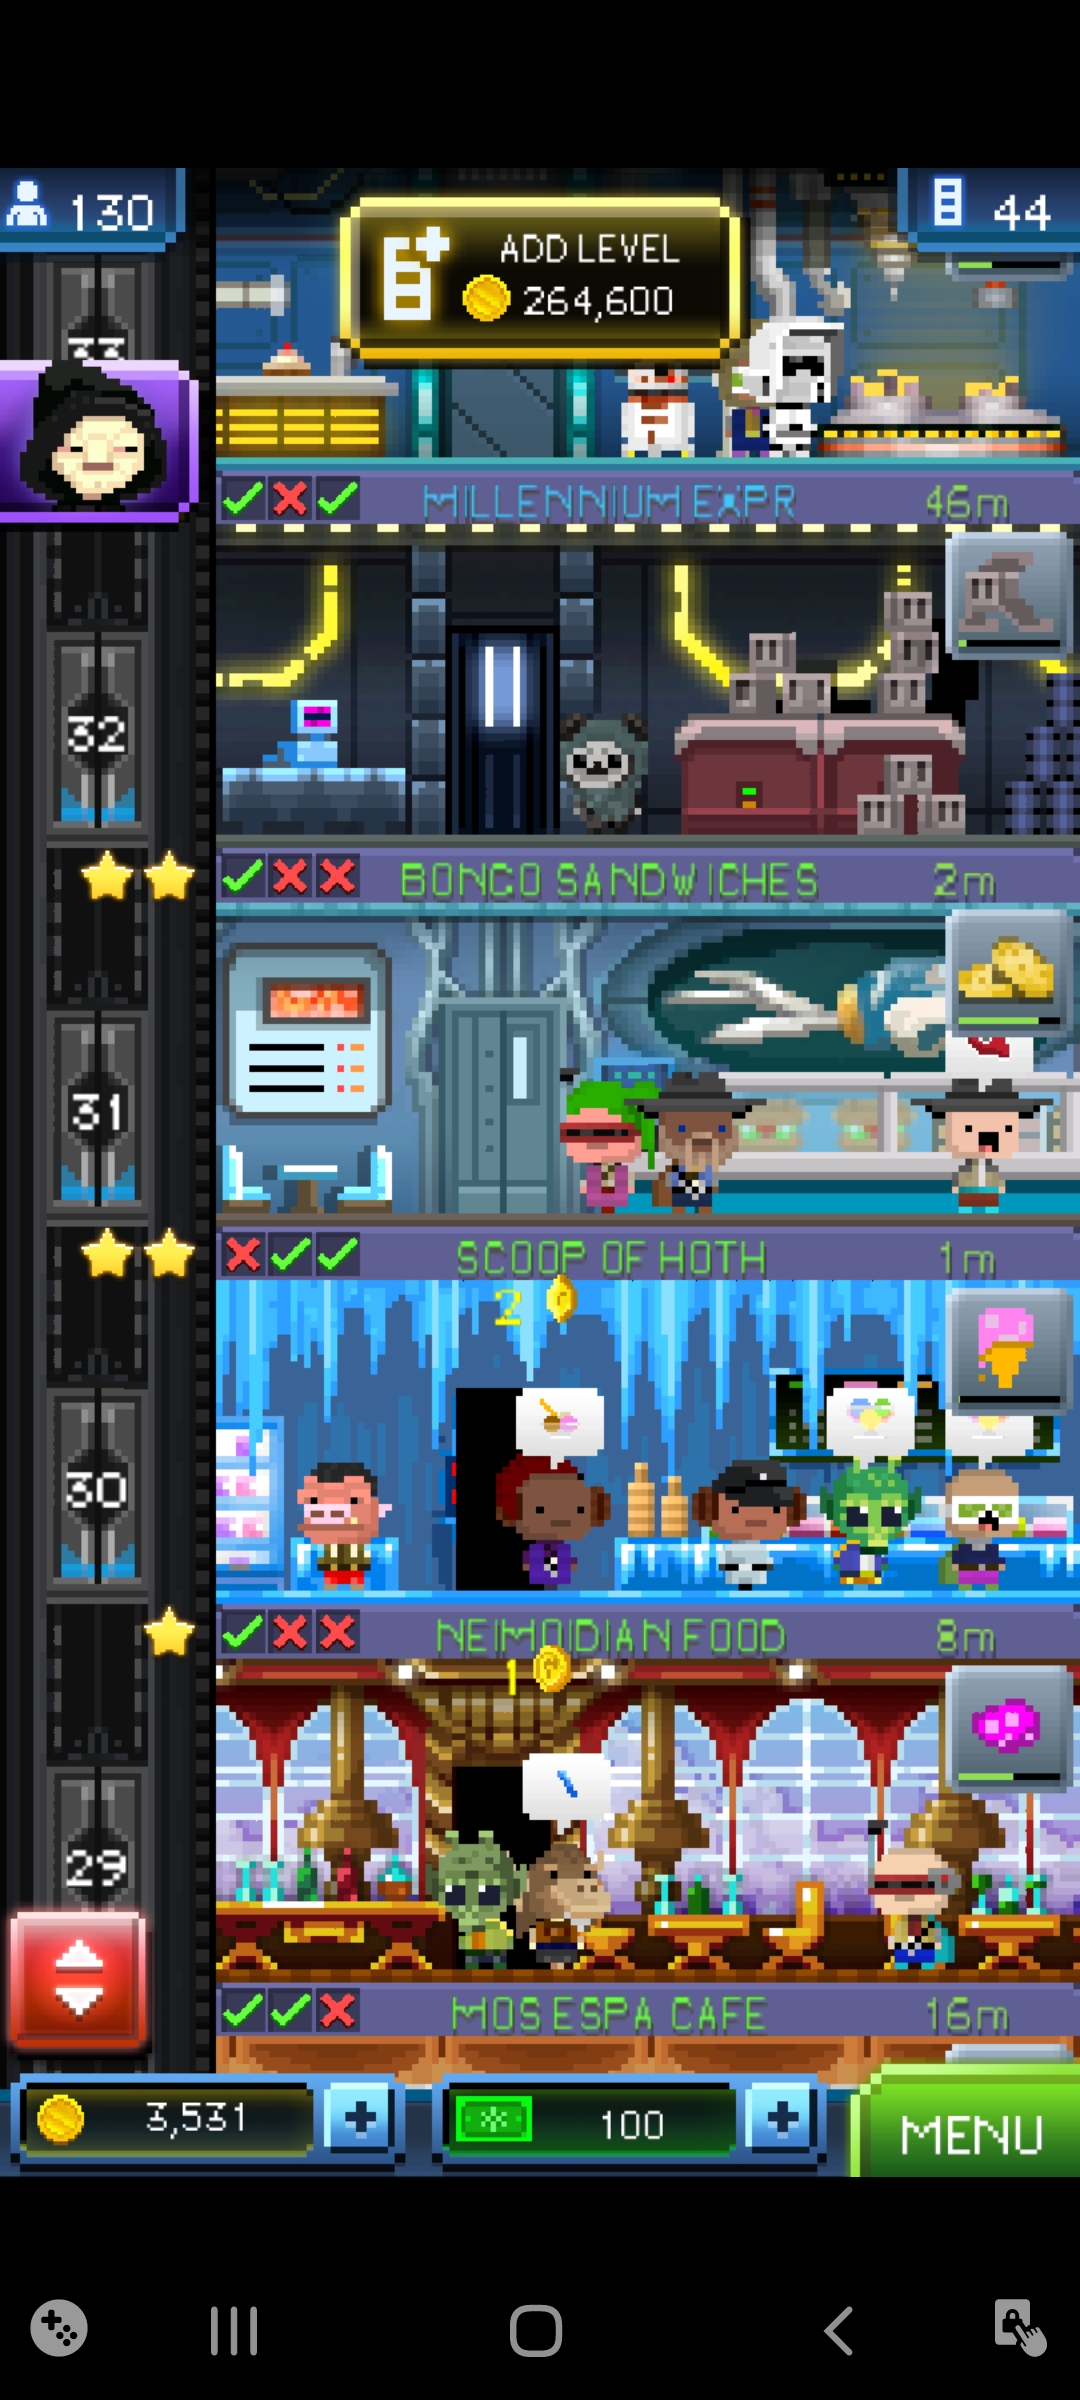 130
ADD LEVEL
264,600
44
33
MILLENNIUM EXPR 46m
32
BONGO SANDWICHES 2m
31
SCOOP OF HOTH 1m
2
30
NEIMOIDIAN FOOD 8m
1
29
MOS ESPA CAFE 16m
3,531
100
MENU